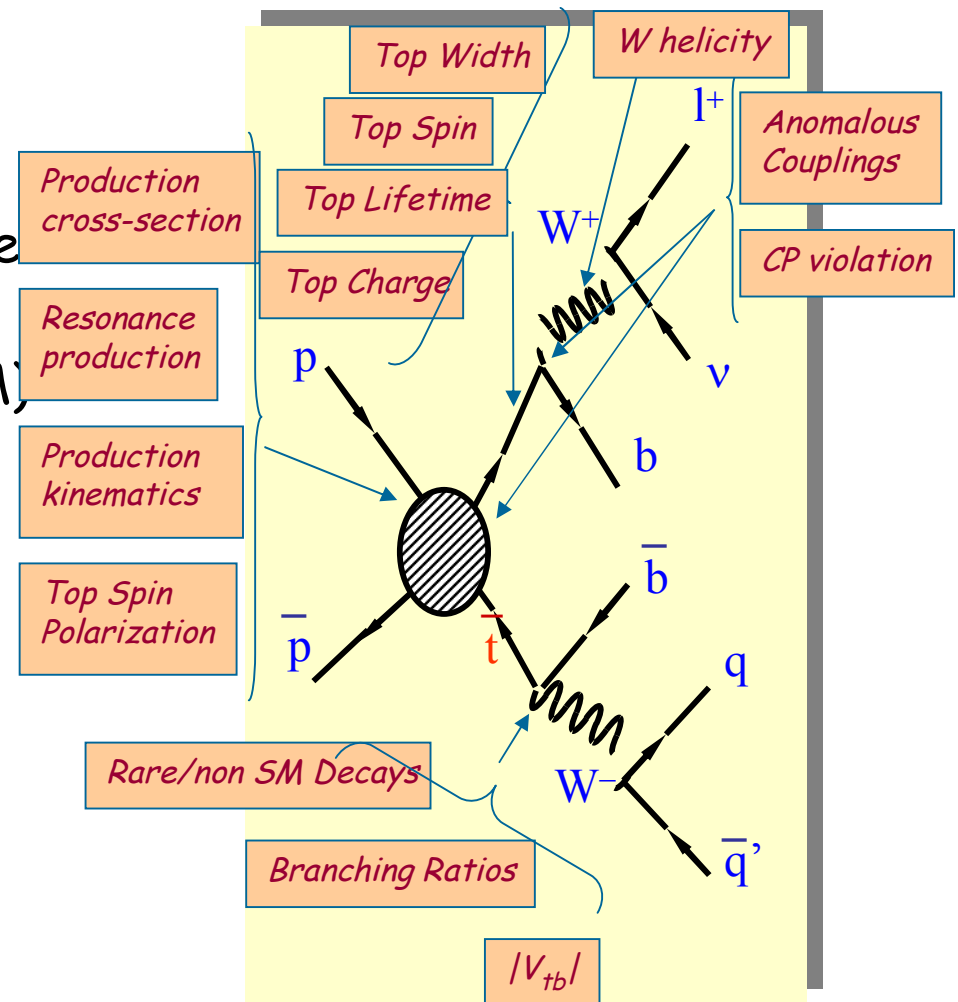 Top Width
W helicity
l+
Top Spin
Anomalous
Couplings
Production
cross-section
Top Lifetime
W+
e
CP violation
Top Charge
Resonance
production
p
ν
Production
kinematics
b
b̅
Top Spin
Polarization
p̅
t̅
q
Rare/non SM Decays
W−
Branching Ratios
q̅’
|Vtb|